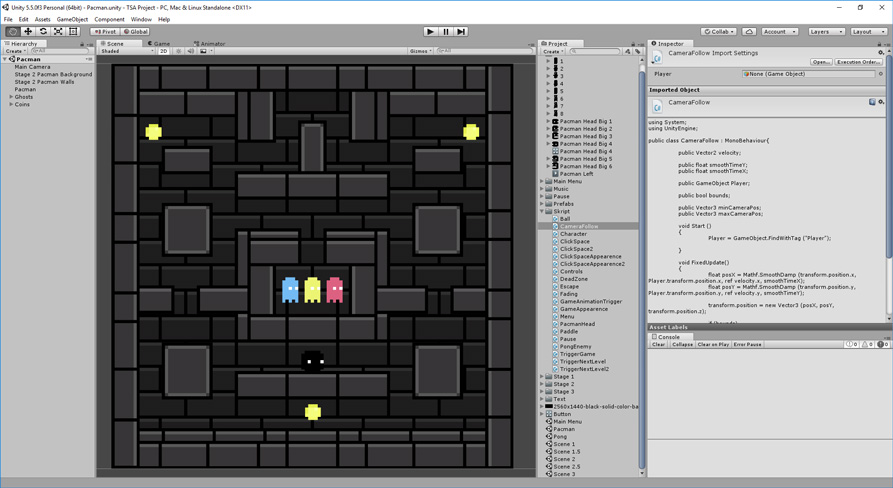 Unity 5.5.0f3 Personal (64bit) - Pacman.unity - TSA Project - PC, Mac & Linux Standalone <DX11>
File Edit Assets GameObject Component Window Help
Pivot Global Collab Account Layers Layout
Hierarchy
Create All
Pacman
Main Camera
Stage 2 Pacman Background
Stage 2 Pacman Walls
Pacman
Ghosts
Coins
Scene Game Animator
Shaded 2D Gizmos All
Project
Create
1
2
3
4
5
6
7
8
Pacman Head Big 1
Pacman Head Big 2
Pacman Head Big 3
Pacman Head Big 4
Pacman Head Big 5
Pacman Head Big 6
Pacman Left
Main Menu
Music
Pause
Prefabs
Skript
Ball
CameraFollow
Character
ClickSpace
ClickSpace2
ClickSpaceAppearence
ClickSpaceAppearence2
Controls
DeadZone
Escape
Fading
GameAnimationTrigger
GameAppearence
Menu
PacmanHead
Paddle
Pause
PongEnemy
TriggerGame
TriggerNextLevel
TriggerNextLevel2
Stage 1
Stage 2
Stage 3
Text
2560x1440-black-solid-color-ba
Button
Main Menu
Pacman
Pong
Scene 1
Scene 1.5
Scene 2
Scene 2.5
Scene 3
Inspector
CameraFollow Import Settings
Open... Execution Order...
Player None (Game Object)
Imported Object
CameraFollow
using System;
using UnityEngine;
public class CameraFollow : MonoBehaviour{
public Vector2 velocity;
public float smoothTimeY;
public float smoothTimeX;
public GameObject Player;
public bool bounds;
public Vector3 minCameraPos;
public Vector3 maxCameraPos;
void Start ()
{
Player = GameObject.FindWithTag ("Player");
}
void FixedUpdate()
{
float posX = Mathf.SmoothDamp (transform.position.x,
Player.transform.position.x, ref velocity.x, smoothTimeX);
float posY = Mathf.SmoothDamp (transform.position.y,
Player.transform.position.y, ref velocity.y, smoothTimeY);
transform.position = new Vector3 (posX, posY,
transform.position.z);
Asset Labels
Console
Clear Collapse Clear on Play Error Pause 0 0 0